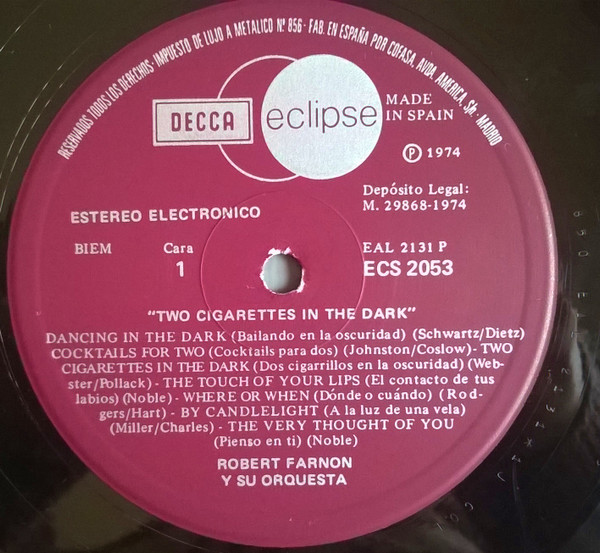 RESERVADOS TODOS LOS DERECHOS · IMPUESTO DE LUJO A METALICO Nº 856 · FAB. EN ESPAÑA POR COFASA. AVDA. AMERICA, S/n · MADRID
DECCA eclipse
MADE
IN SPAIN
Ⓟ 1974
Depósito Legal:
M. 29868-1974
ESTEREO ELECTRONICO
BIEM Cara EAL 2131 P
1 ECS 2053
"TWO CIGARETTES IN THE DARK"
DANCING IN THE DARK (Bailando en la oscuridad) (Schwartz/Dietz)
COCKTAILS FOR TWO (Cocktails para dos) (Johnston/Coslow)- TWO
CIGARETTES IN THE DARK (Dos cigarrillos en la oscuridad) (Web-
ster/Pollack) - THE TOUCH OF YOUR LIPS (El contacto de tus
labios) (Noble) - WHERE OR WHEN (Dónde o cuándo) (Rod-
gers/Hart) - BY CANDLELIGHT (A la luz de una vela)
(Miller/Charles) - THE VERY THOUGHT OF YOU
(Pienso en ti) (Noble)
ROBERT FARNON
Y SU ORQUESTA